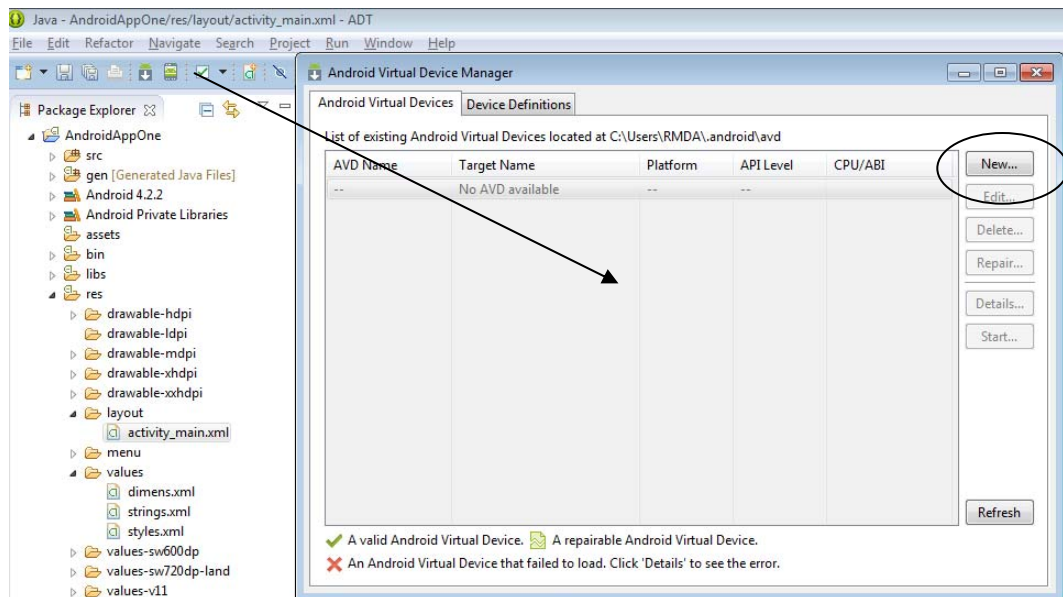 Java - AndroidAppOne/res/layout/activity_main.xml - ADT
File Edit Refactor Navigate Search Project Run Window Help
Package Explorer
AndroidAppOne
src
gen [Generated Java Files]
Android 4.2.2
Android Private Libraries
assets
bin
libs
res
drawable-hdpi
drawable-ldpi
drawable-mdpi
drawable-xhdpi
drawable-xxhdpi
layout
activity_main.xml
menu
values
dimens.xml
strings.xml
styles.xml
values-sw600dp
values-sw720dp-land
values-v11
Android Virtual Device Manager
Android Virtual Devices Device Definitions
List of existing Android Virtual Devices located at C:\Users\RMDA\.android\avd
AVD Name Target Name Platform API Level CPU/ABI
-- No AVD available -- --
New...
Edit...
Delete...
Repair...
Details...
Start...
Refresh
A valid Android Virtual Device. A repairable Android Virtual Device.
An Android Virtual Device that failed to load. Click 'Details' to see the error.